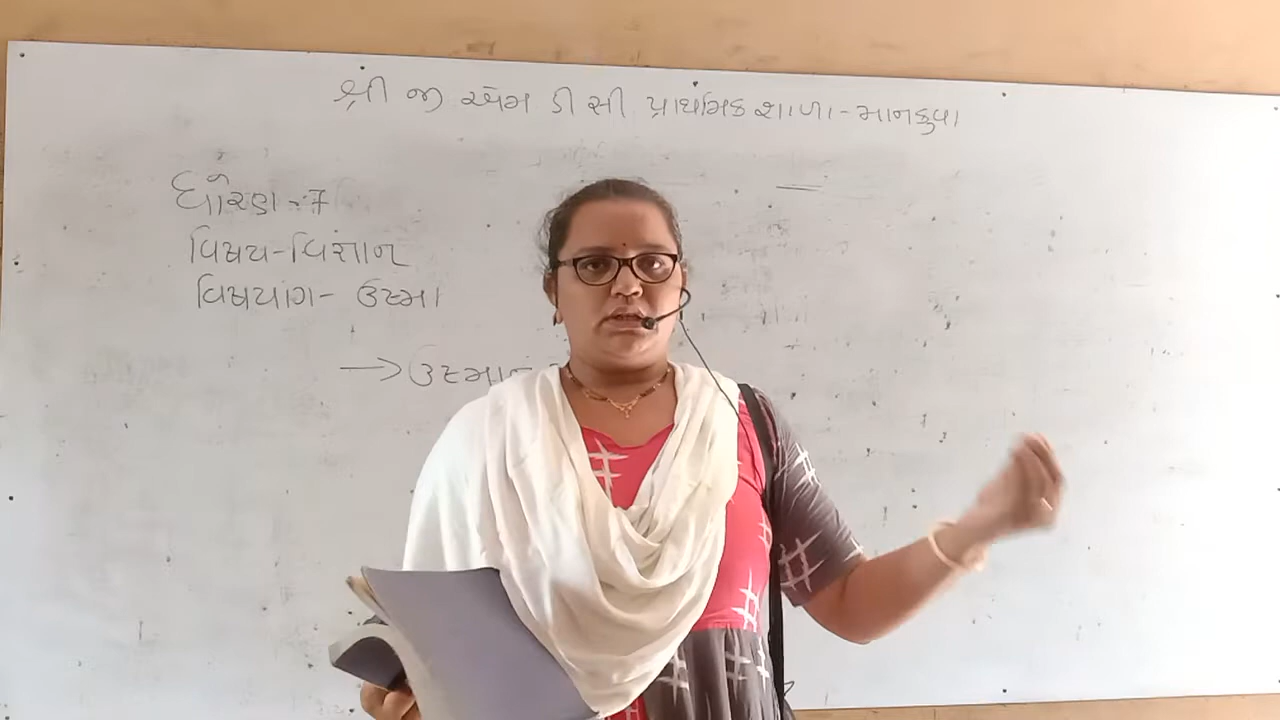 શ્રી જી એમ ડી સી પ્રાથમિક શાળા - માનકુવા
ધોરણ - 7
વિષય - વિજ્ઞાન
વિષયાંગ - ઉષ્મા